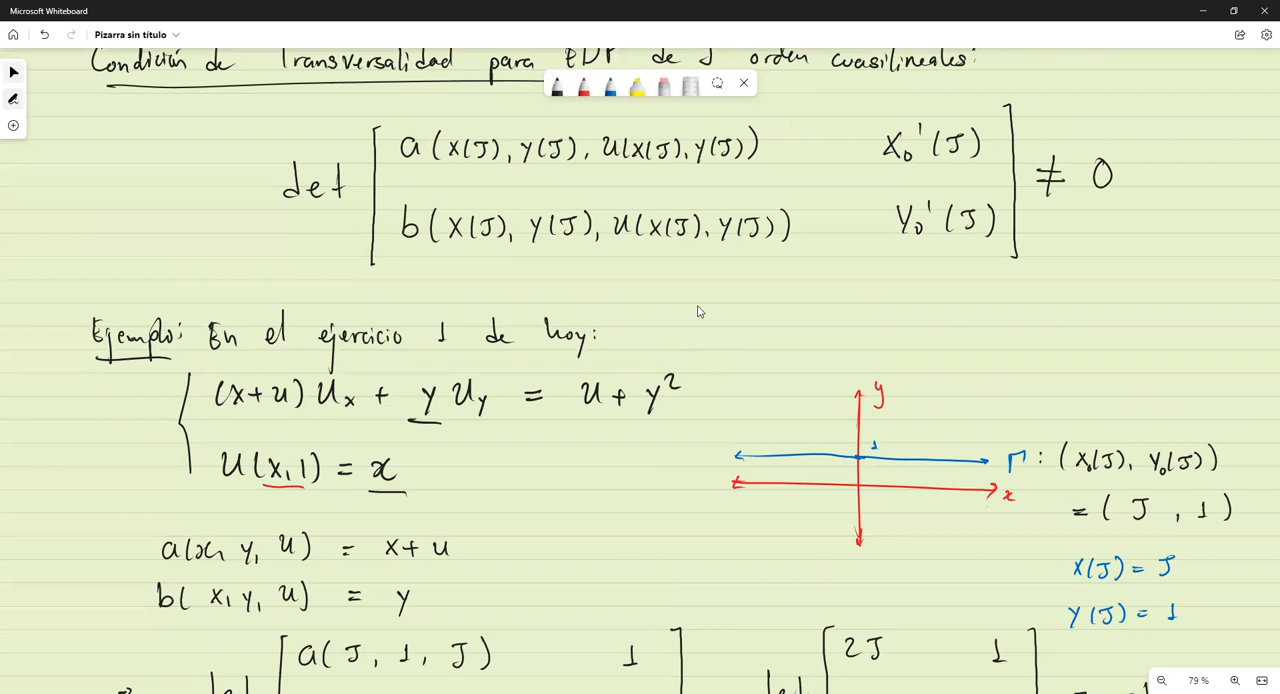 Microsoft Whiteboard
Pizarra sin título
Condición de Transversalidad para EDP de 1 orden cuasilineales:
det [ a(x(s), y(s), u(x(s), y(s))) x₀'(s) ] ≠ 0
b(x(s), y(s), u(x(s), y(s))) y₀'(s)
Ejemplo: En el ejercicio 1 de hoy:
(x+u) Ux + y Uy = u + y²
U(x,1) = x
y
1
Γ : (x₀(s), y₀(s))
x
= ( s , 1 )
a(x, y, u) = x + u
x(s) = s
b( x, y, u) = y
y(s) = 1
a( s, 1, s) 1
2s 1
det
det
79 %